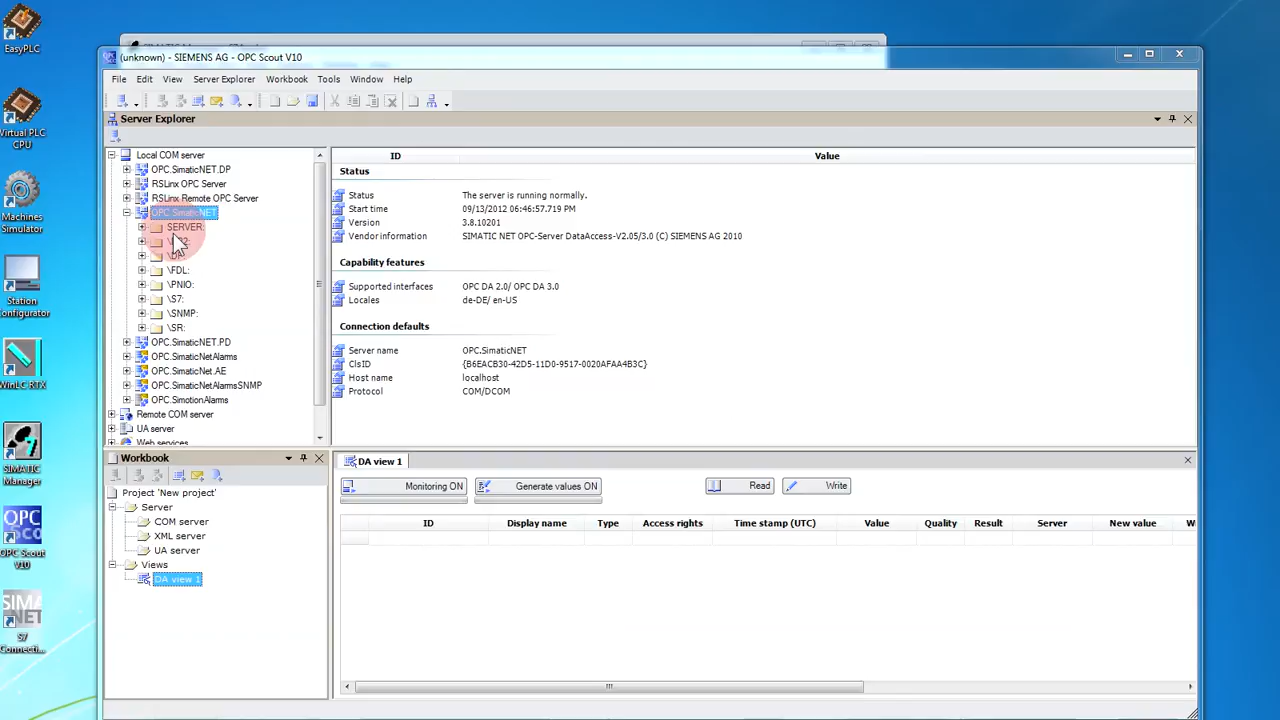 EasyPLC
Virtual PLC
CPU
Machines
Simulator
Station
Configurator
WinLC RTX
SIMATIC
Manager
OPC Scout
V10
S7
Connecti...
(unknown) - SIEMENS AG - OPC Scout V10
File Edit View Server Explorer Workbook Tools Window Help
Server Explorer
Local COM server
OPC.SimaticNET.DP
RSLinx OPC Server
RSLinx Remote OPC Server
OPC.SimaticNET
SERVER:
\FDL:
\PNIO:
\S7:
\SNMP:
\SR:
OPC.SimaticNET.PD
OPC.SimaticNetAlarms
OPC.SimaticNet.AE
OPC.SimaticNetAlarmsSNMP
OPC.SimotionAlarms
Remote COM server
UA server
Web services
ID Value
Status
Status The server is running normally.
Start time 09/13/2012 06:46:57.719 PM
Version 3.8.10201
Vendor information SIMATIC NET OPC-Server DataAccess-V2.05/3.0 (C) SIEMENS AG 2010
Capability features
Supported interfaces OPC DA 2.0/ OPC DA 3.0
Locales de-DE/ en-US
Connection defaults
Server name OPC.SimaticNET
ClsID {B6EACB30-42D5-11D0-9517-0020AFAA4B3C}
Host name localhost
Protocol COM/DCOM
Workbook
Project 'New project'
Server
COM server
XML server
UA server
Views
DA view 1
DA view 1
Monitoring ON Generate values ON Read Write
ID Display name Type Access rights Time stamp (UTC) Value Quality Result Server New value